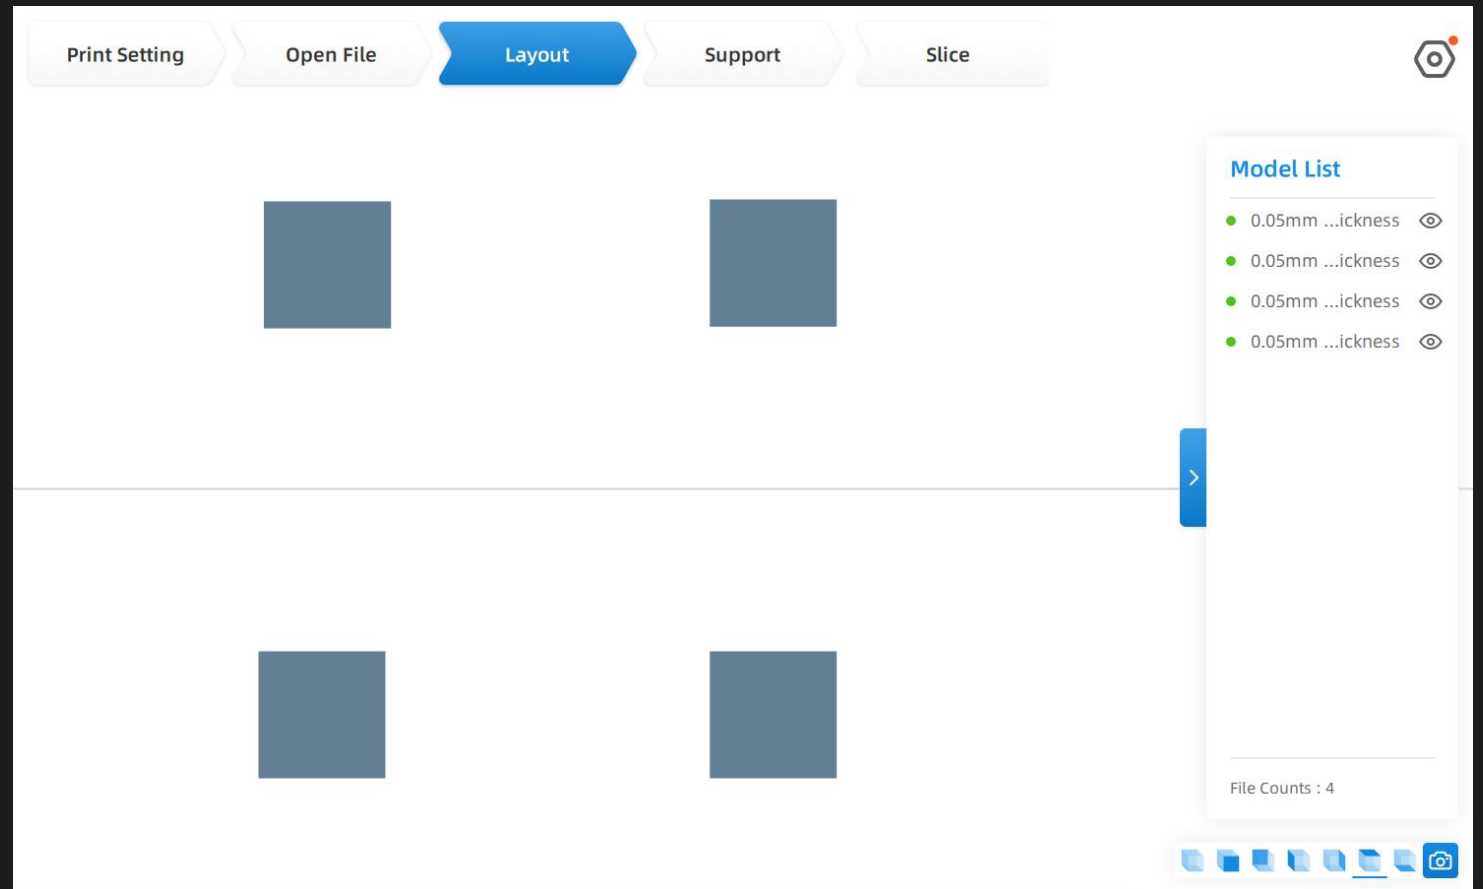 Print Setting
Open File
Layout
Support
Slice
Model List
0.05mm ...ickness
0.05mm ...ickness
0.05mm ...ickness
0.05mm ...ickness
File Counts : 4